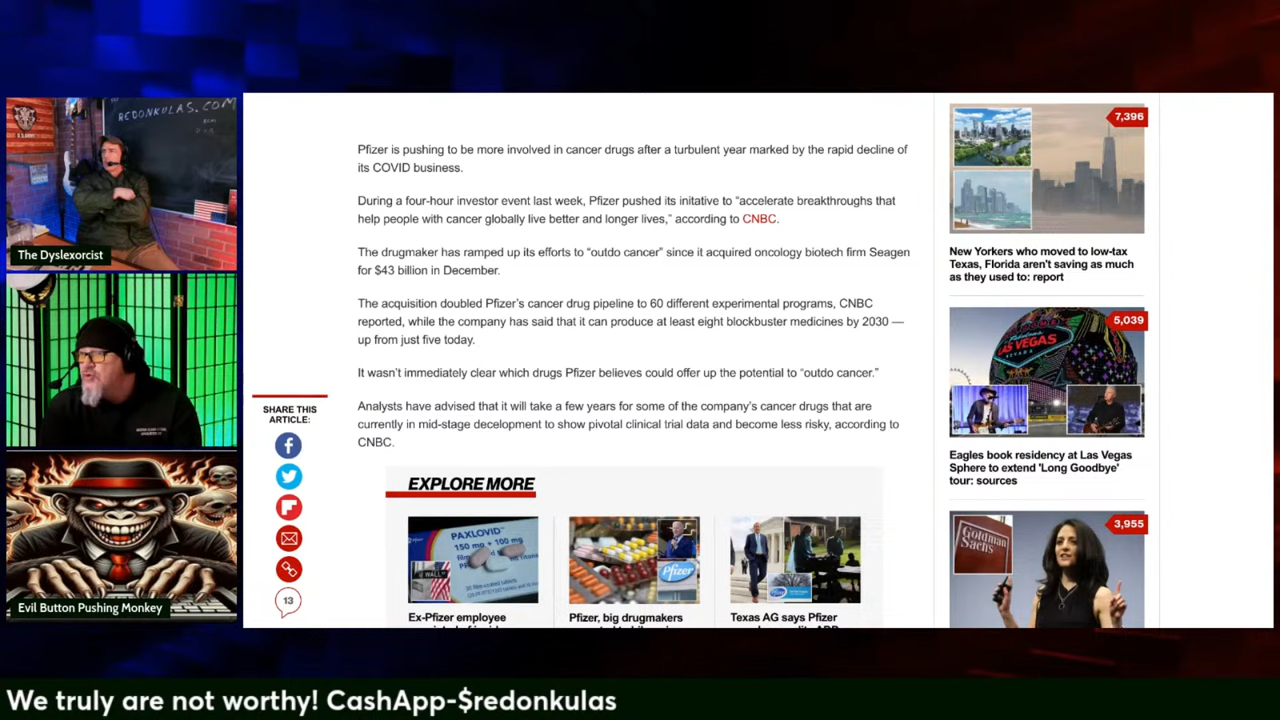 REDONKULAS.COM
The Dyslexorcist
Evil Button Pushing Monkey
Pfizer is pushing to be more involved in cancer drugs after a turbulent year marked by the rapid decline of
its COVID business.
During a four-hour investor event last week, Pfizer pushed its initative to “accelerate breakthroughs that
help people with cancer globally live better and longer lives,” according to CNBC.
The drugmaker has ramped up its efforts to “outdo cancer” since it acquired oncology biotech firm Seagen
for $43 billion in December.
The acquisition doubled Pfizer’s cancer drug pipeline to 60 different experimental programs, CNBC
reported, while the company has said that it can produce at least eight blockbuster medicines by 2030 —
up from just five today.
It wasn’t immediately clear which drugs Pfizer believes could offer up the potential to “outdo cancer.”
Analysts have advised that it will take a few years for some of the company’s cancer drugs that are
currently in mid-stage decelopment to show pivotal clinical trial data and become less risky, according to
CNBC.
SHARE THIS
ARTICLE:
13
EXPLORE MORE
PAXLOVID
150 mg + 100 mg
WALL
Pfizer
Ex-Pfizer employee
Pfizer, big drugmakers
Texas AG says Pfizer
7,396
New Yorkers who moved to low-tax
Texas, Florida aren't saving as much
as they used to: report
5,039
LAS VEGAS
Eagles book residency at Las Vegas
Sphere to extend 'Long Goodbye'
tour: sources
3,955
Goldman
Sachs
We truly are not worthy! CashApp-$redonkulas